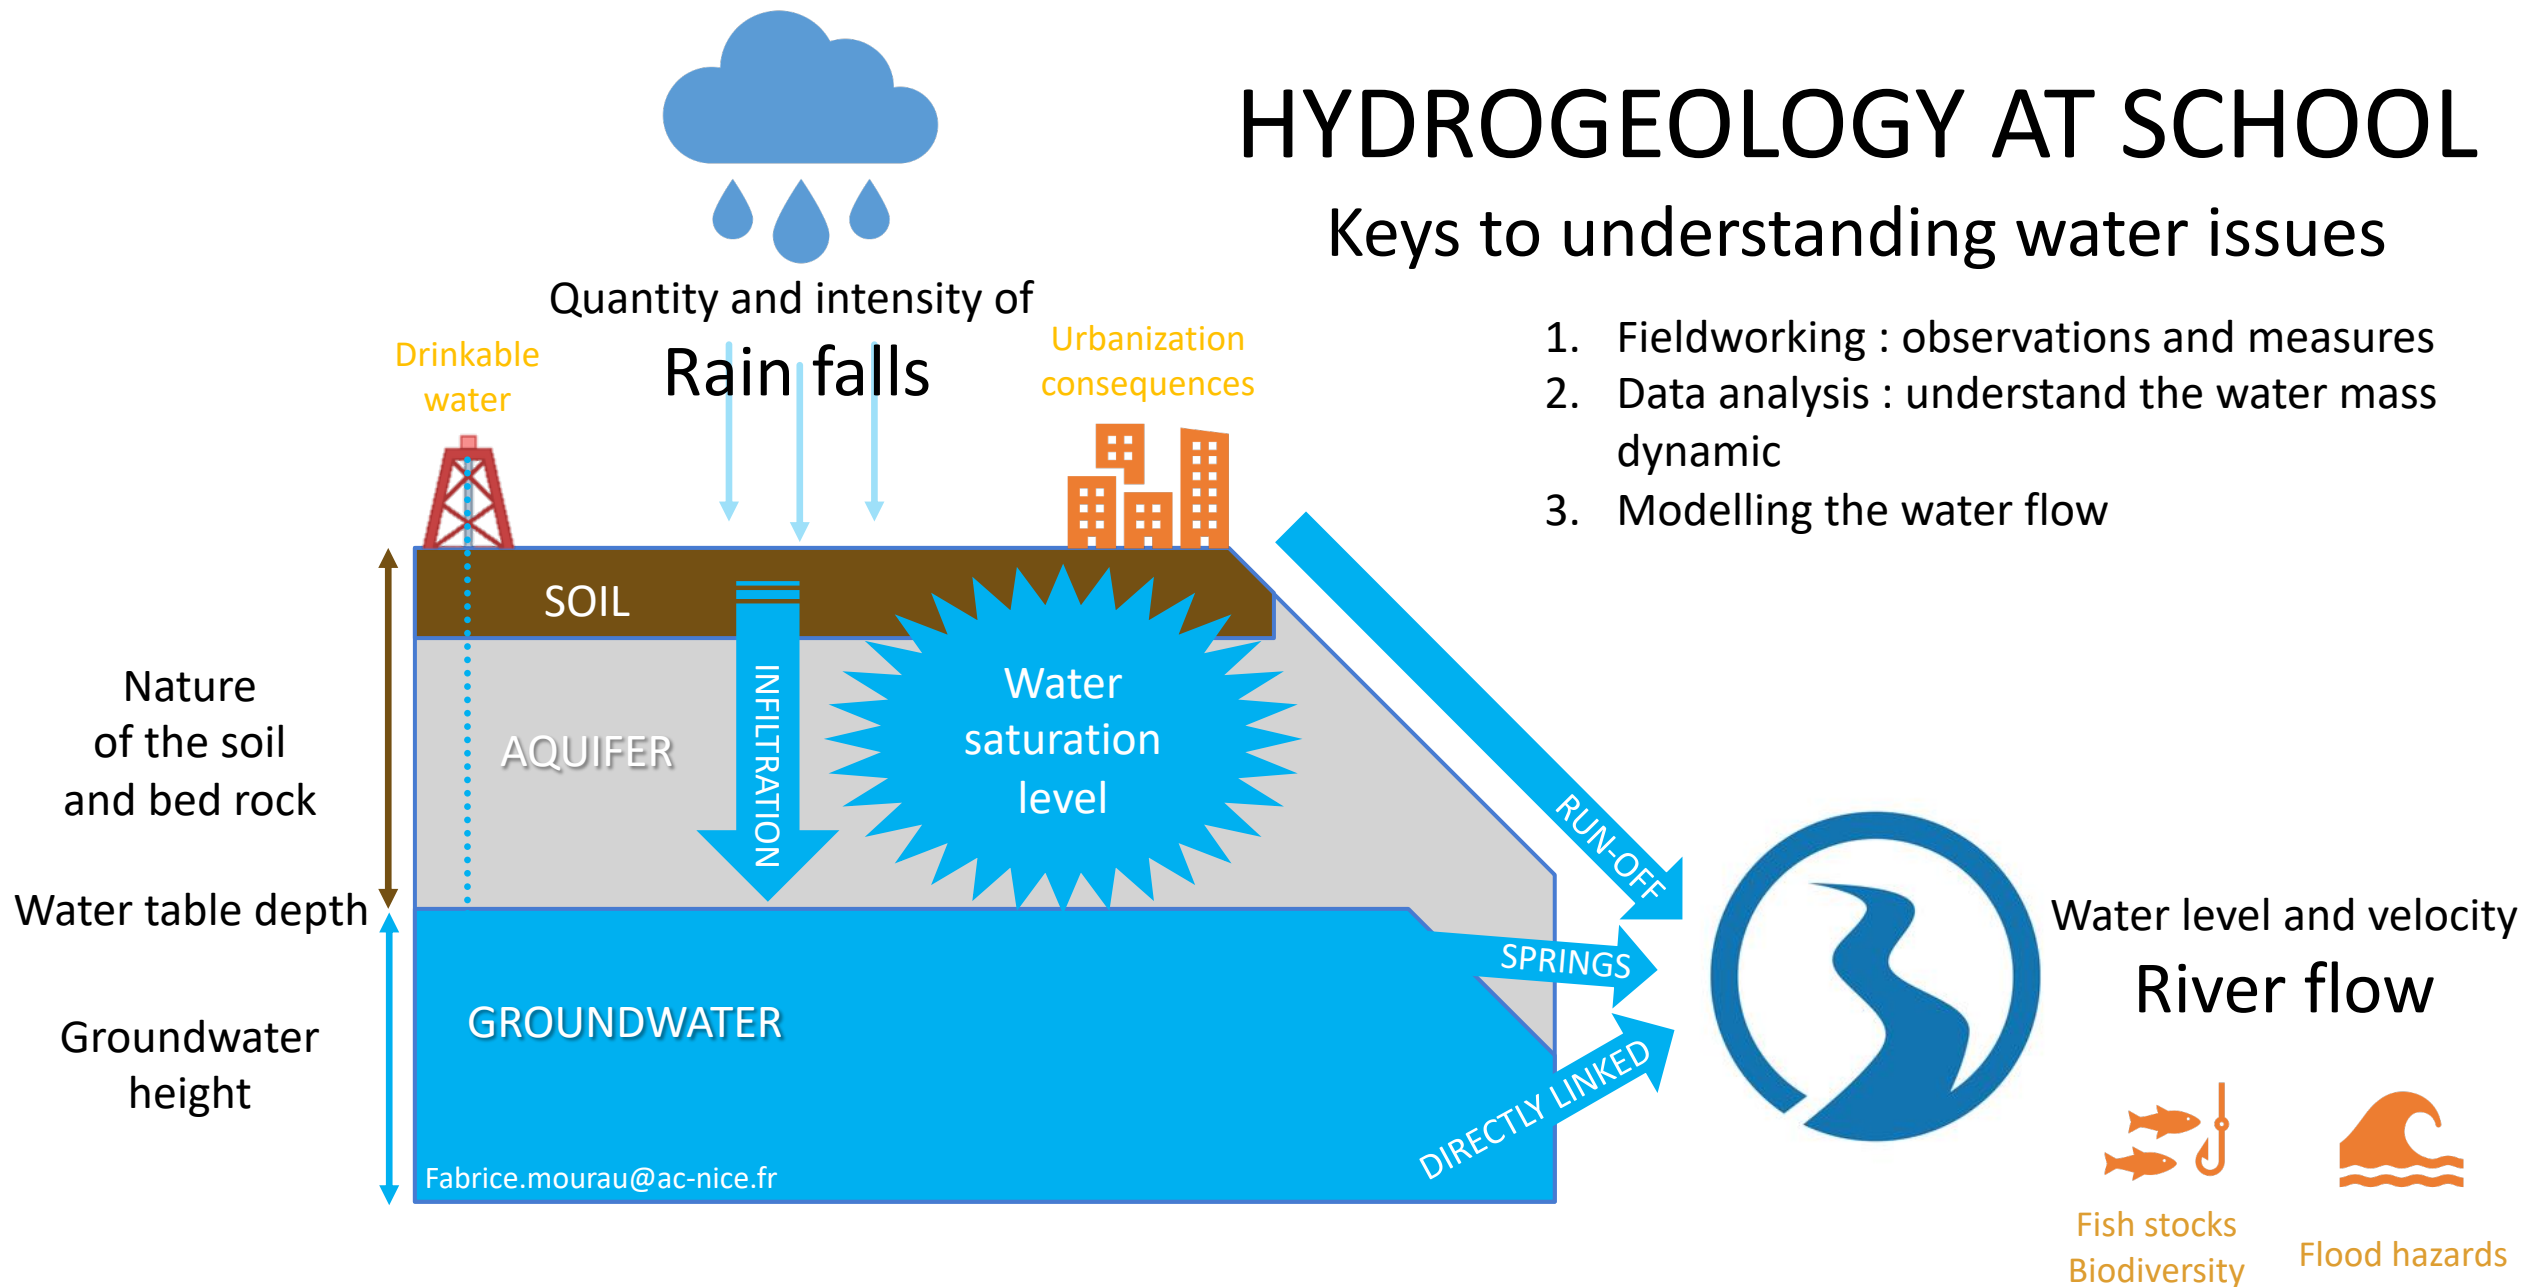 HYDROGEOLOGY AT SCHOOL
Keys to understanding water issues
1. Fieldworking : observations and measures
2. Data analysis : understand the water mass
dynamic
3. Modelling the water flow
Quantity and intensity of
Rain falls
Drinkable
water
Urbanization
consequences
SOIL
AQUIFER
INFILTRATION
Water
saturation
level
RUN-OFF
Nature
of the soil
and bed rock
Water table depth
Groundwater
height
GROUNDWATER
SPRINGS
DIRECTLY LINKED
Fabrice.mourau@ac-nice.fr
Water level and velocity
River flow
Fish stocks
Biodiversity
Flood hazards